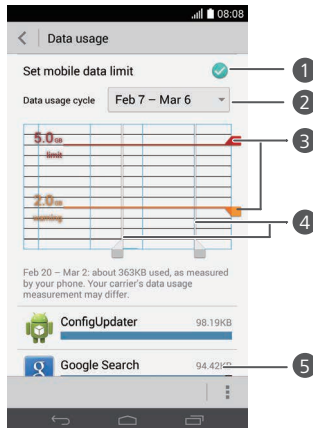 08:08
Data usage
Set mobile data limit
1
Data usage cycle Feb 7 – Mar 6
2
5.0GB
limit
3
2.0GB
warning
4
Feb 20 – Mar 2: about 363KB used, as measured
by your phone. Your carrier's data usage
measurement may differ.
ConfigUpdater 98.19KB
Google Search 94.42KB
5